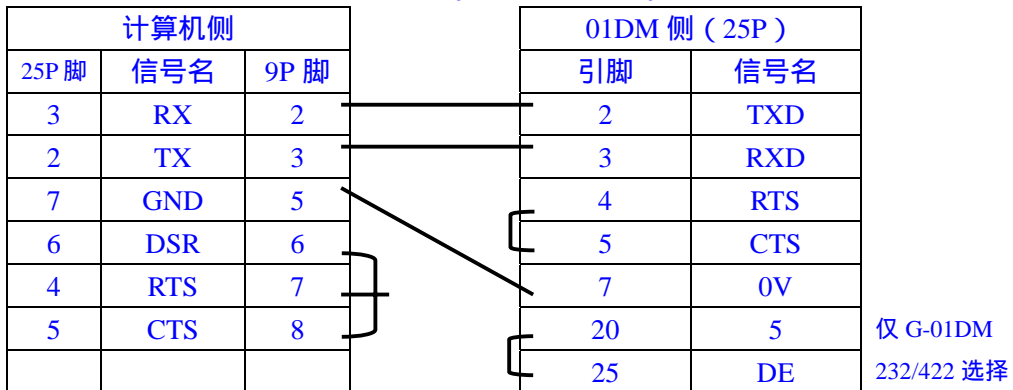 计算机侧 01DM 侧（25P）
25P 脚 信号名 9P 脚 引脚 信号名
3 RX 2 2 TXD
2 TX 3 3 RXD
7 GND 5 4 RTS
6 DSR 6 5 CTS
4 RTS 7 7 0V
5 CTS 8 20 5 仅 G-01DM
25 DE 232/422 选择